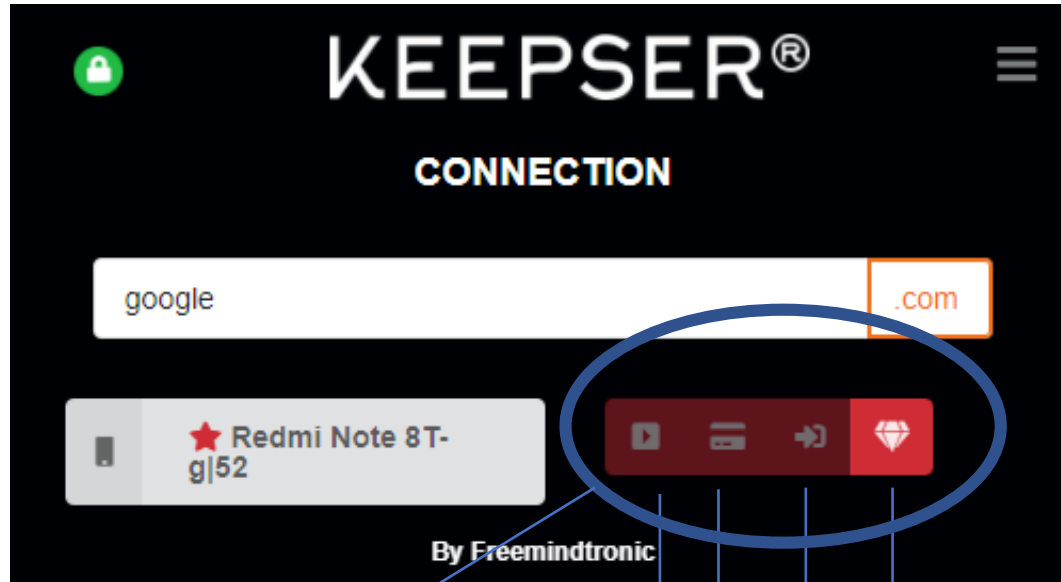 KEEPSER®
CONNECTION
google .com
Redmi Note 8T-
g|52
By Freemindtronic